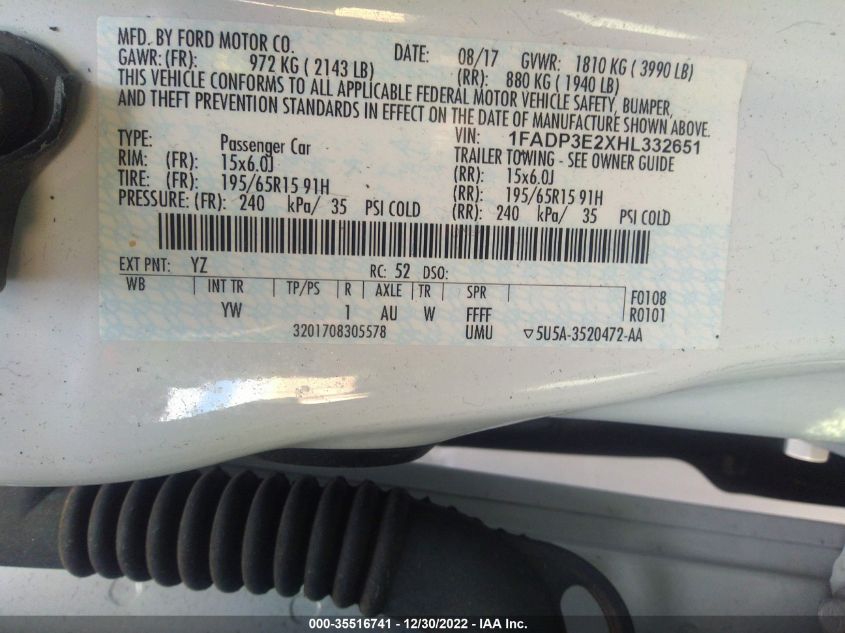 MFD. BY FORD MOTOR CO. DATE: 08/17 GVWR: 1810 KG ( 3990 LB)
GAWR: (FR): 972 KG ( 2143 LB) (RR): 880 KG ( 1940 LB)
THIS VEHICLE CONFORMS TO ALL APPLICABLE FEDERAL MOTOR VEHICLE SAFETY, BUMPER,
AND THEFT PREVENTION STANDARDS IN EFFECT ON THE DATE OF MANUFACTURE SHOWN ABOVE.
VIN: 1FADP3E2XHL332651
TYPE: Passenger Car TRAILER TOWING - SEE OWNER GUIDE
RIM: (FR): 15x6.0J (RR): 15x6.0J
TIRE: (FR): 195/65R15 91H (RR): 195/65R15 91H
PRESSURE: (FR): 240 kPa/ 35 PSI COLD (RR): 240 kPa/ 35 PSI COLD
EXT PNT: YZ RC: 52 DSO:
WB INT TR TP/PS R AXLE TR SPR F0108
YW 1 AU W FFFF R0101
3201708305578 UMU ▽5U5A-3520472-AA
000-35516741 - 12/30/2022 - IAA Inc.